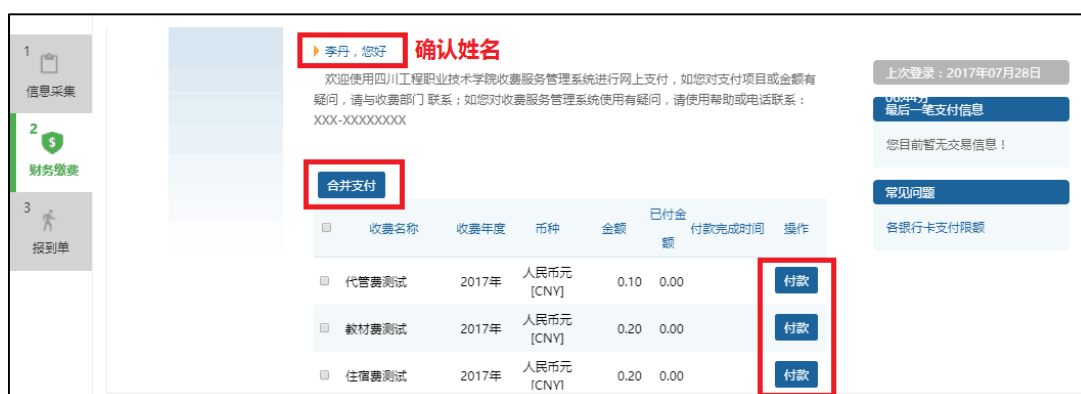 1
信息采集
2
财务缴费
3
报到单
李丹，您好
确认姓名
欢迎使用四川工程职业技术学院收费服务管理系统进行网上支付，如您对支付项目或金额有
疑问，请与收费部门 联系；如您对收费服务管理系统使用有疑问，请使用帮助或电话联系：
XXX-XXXXXXXX
合并支付
收费名称 收费年度 币种 金额 已付金额 付款完成时间 操作
代管费测试 2017年 人民币元 [CNY] 0.10 0.00 付款
教材费测试 2017年 人民币元 [CNY] 0.20 0.00 付款
住宿费测试 2017年 人民币元 [CNY] 0.20 0.00 付款
上次登录：2017年07月28日
06:44分
最后一笔支付信息
您目前暂无交易信息！
常见问题
各银行卡支付限额